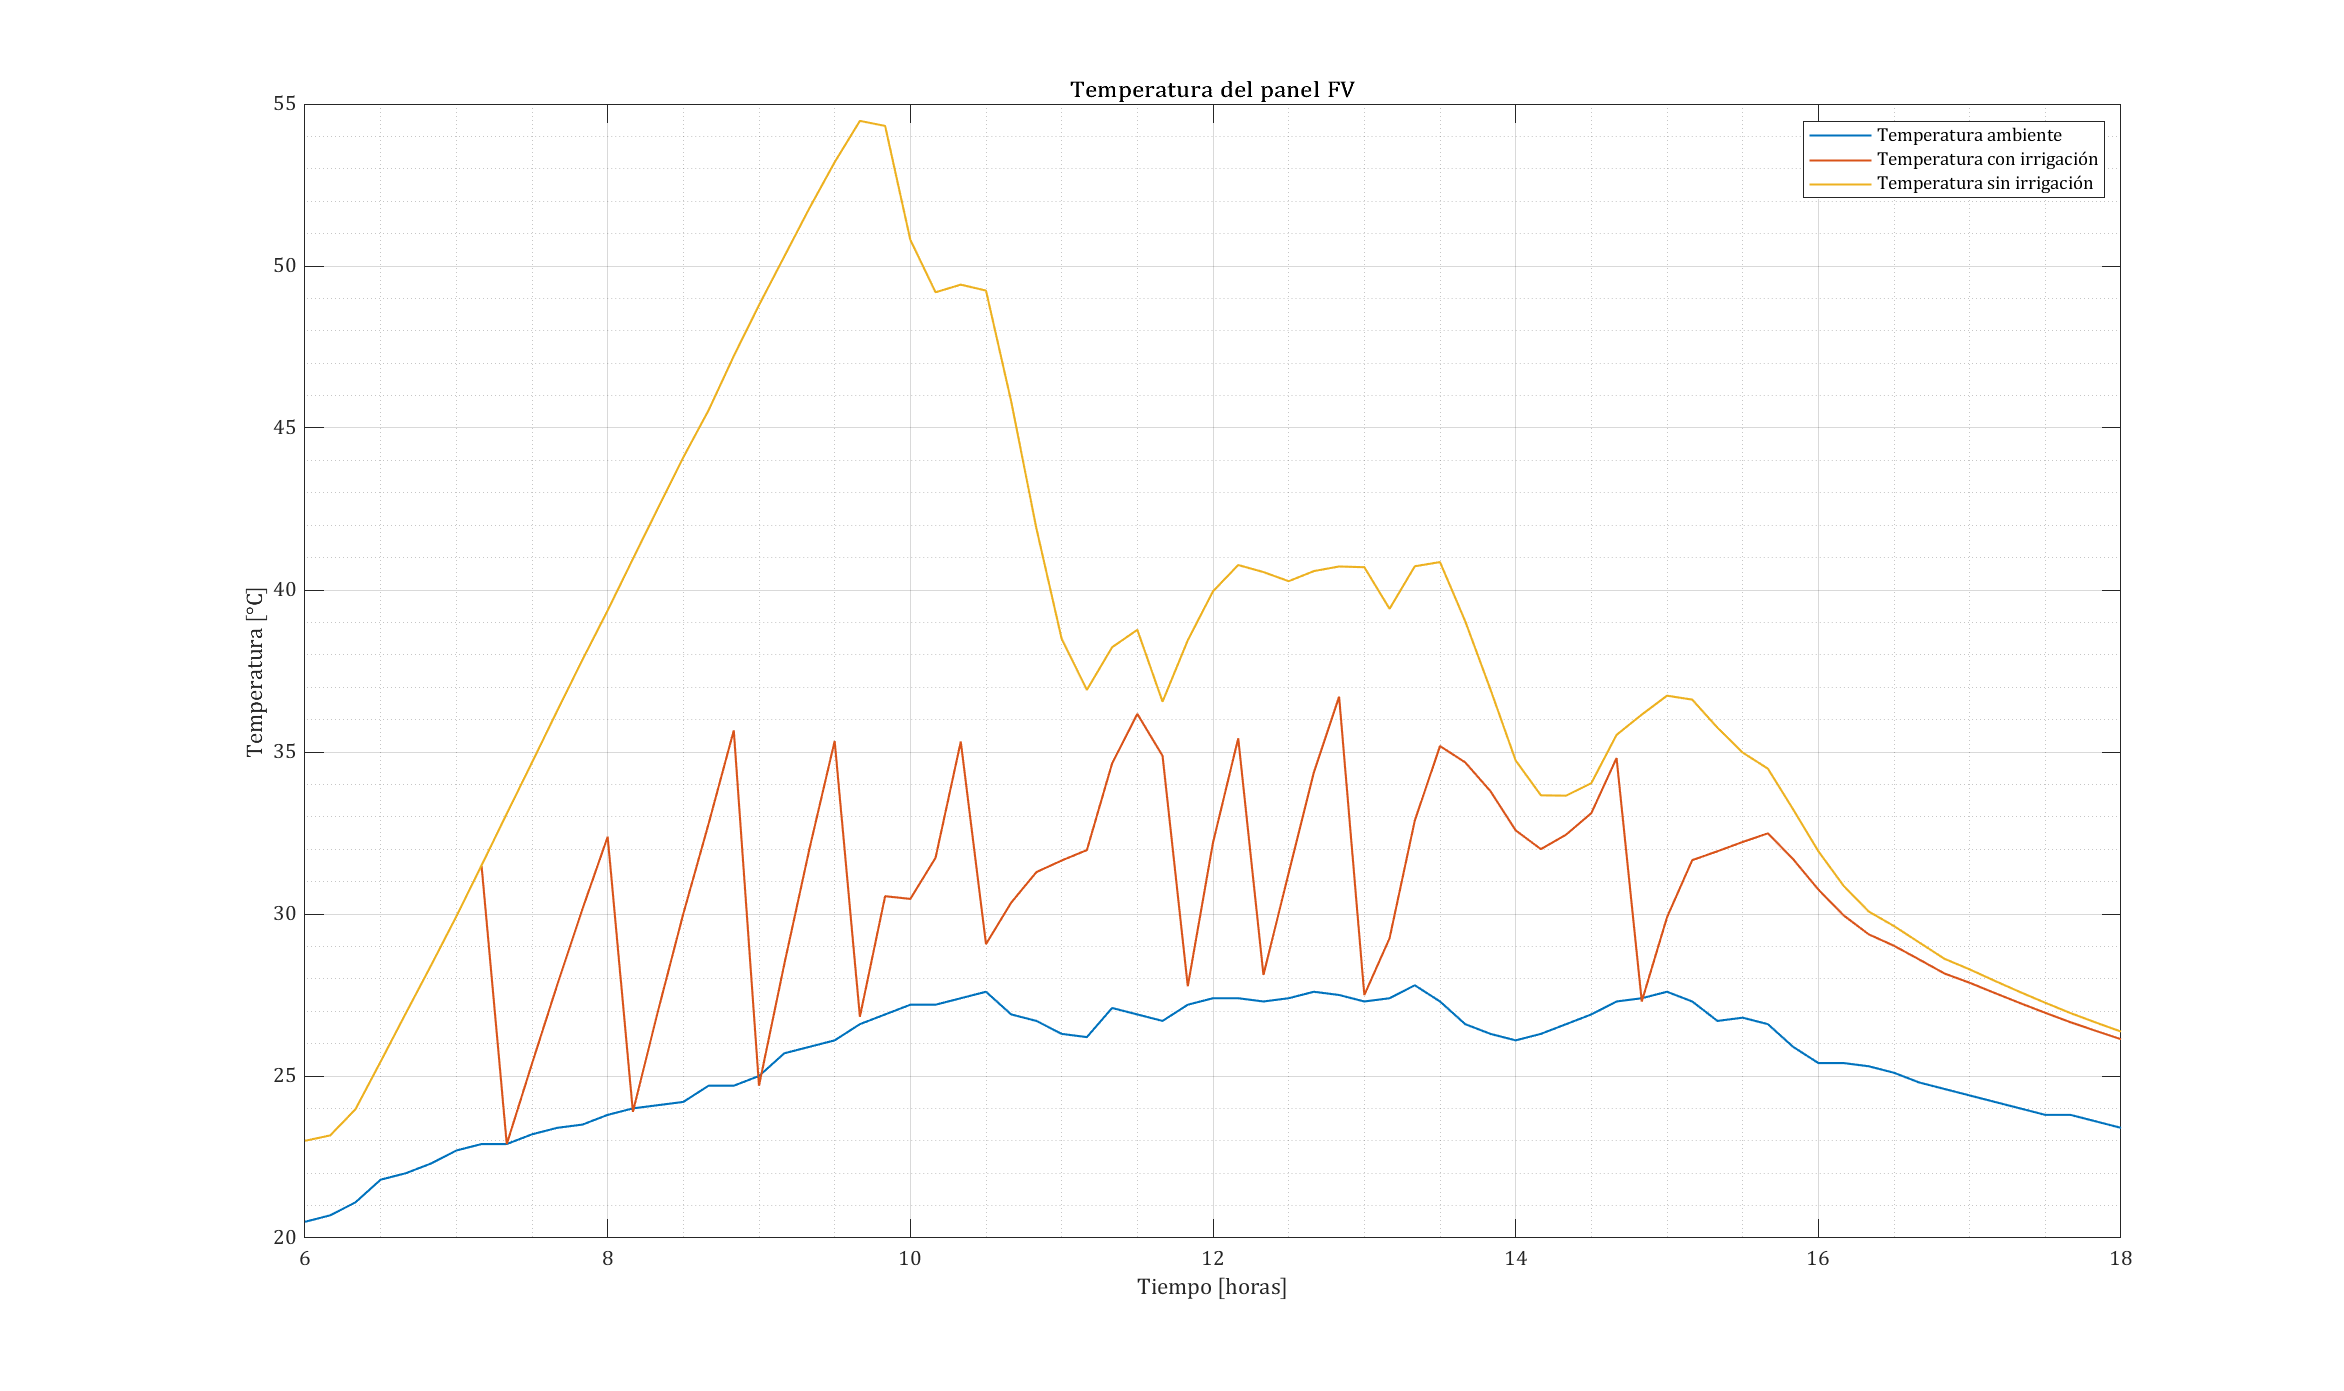 Temperatura del panel FV
Temperatura ambiente
Temperatura con irrigación
Temperatura sin irrigación
Temperatura [°C]
55
50
45
40
35
30
25
20
6 8 10 12 14 16 18
Tiempo [horas]